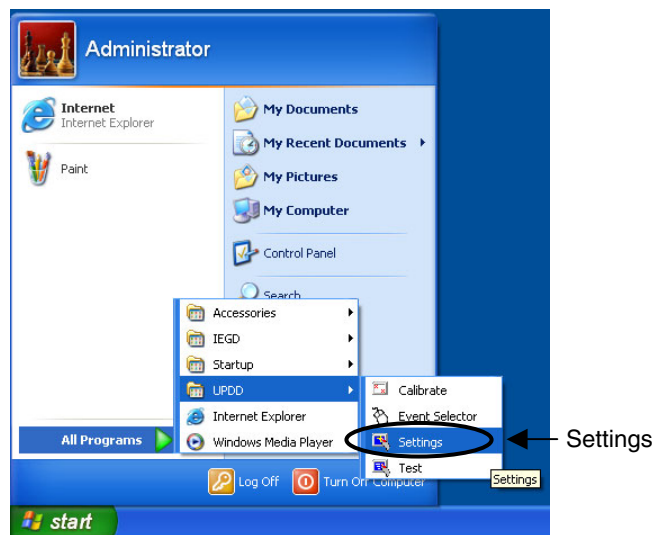 Administrator
Internet
Internet Explorer
Paint
My Documents
My Recent Documents
My Pictures
My Computer
Control Panel
Search
Accessories
IEGD
Startup
UPDD
Internet Explorer
Windows Media Player
Calibrate
Event Selector
Settings
Test
Settings
Settings
All Programs
Log Off
Turn Off Computer
start